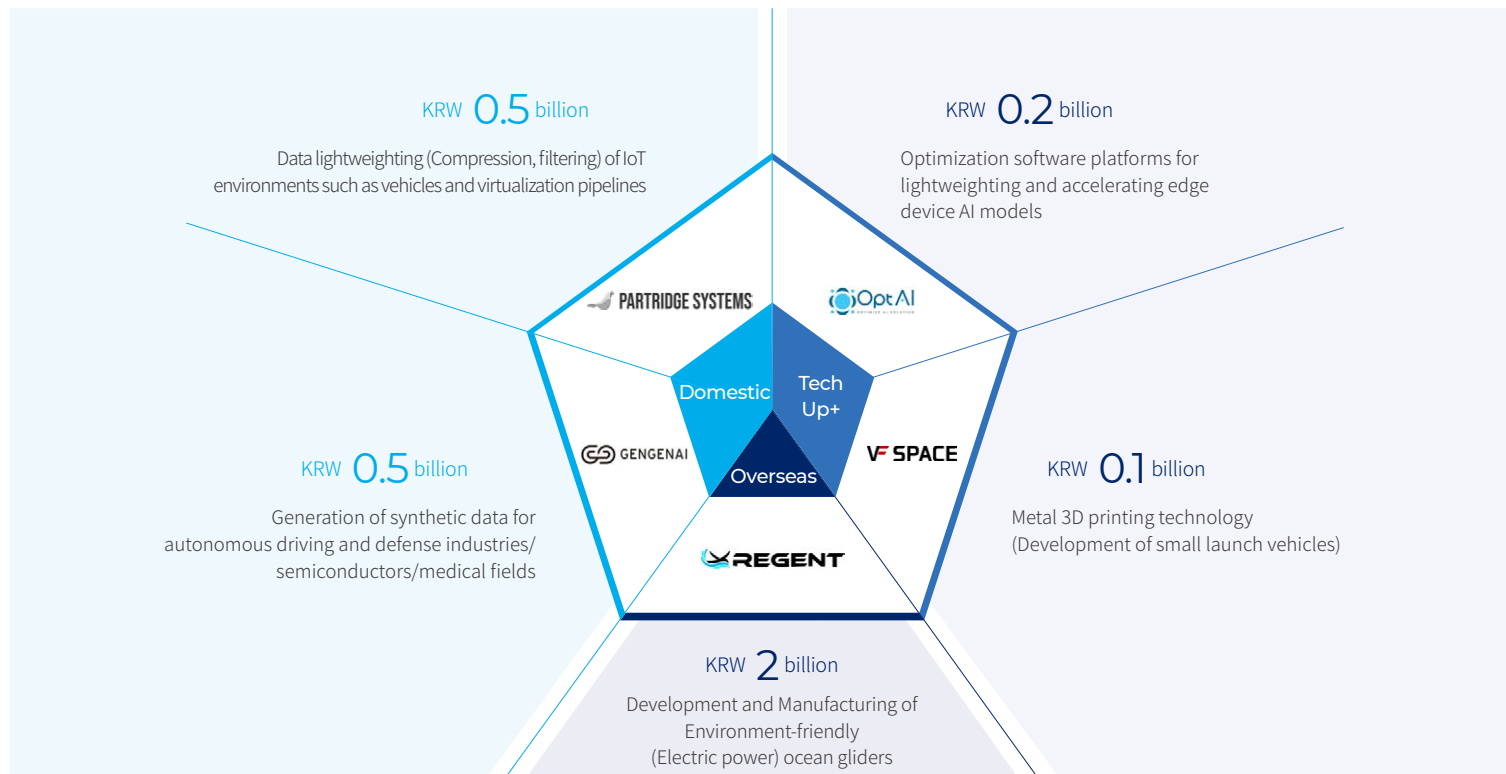 KRW 0.5 billion
Data lightweighting (Compression, filtering) of IoT
environments such as vehicles and virtualization pipelines
KRW 0.2 billion
Optimization software platforms for
lightweighting and accelerating edge
device AI models
PARTRIDGE SYSTEMS
OptAI
OPTIMIZE AI SOLUTION
Domestic
Tech
Up+
Overseas
GENGENAI
VF SPACE
REGENT
KRW 0.5 billion
Generation of synthetic data for
autonomous driving and defense industries/
semiconductors/medical fields
KRW 0.1 billion
Metal 3D printing technology
(Development of small launch vehicles)
KRW 2 billion
Development and Manufacturing of
Environment-friendly
(Electric power) ocean gliders